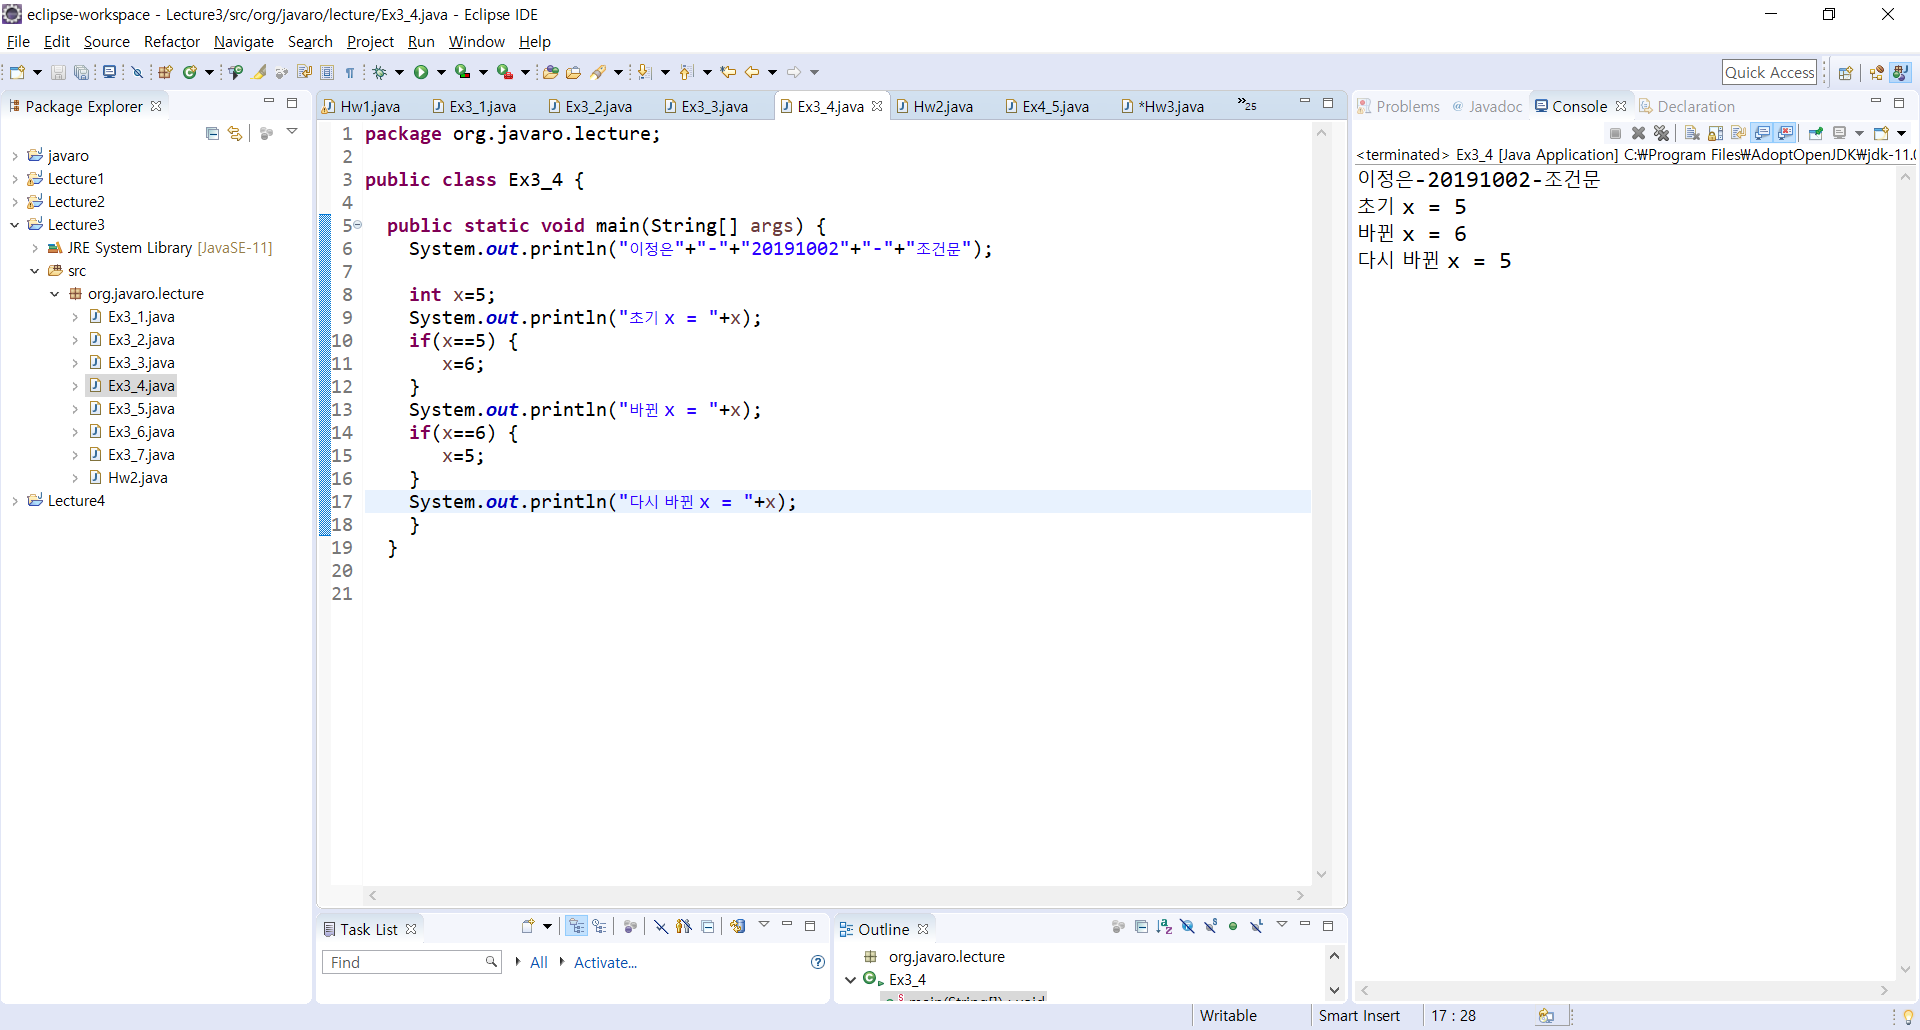 eclipse-workspace - Lecture3/src/org/javaro/lecture/Ex3_4.java - Eclipse IDE
File Edit Source Refactor Navigate Search Project Run Window Help
Quick Access
Package Explorer
javaro
Lecture1
Lecture2
Lecture3
JRE System Library [JavaSE-11]
src
org.javaro.lecture
Ex3_1.java
Ex3_2.java
Ex3_3.java
Ex3_4.java
Ex3_5.java
Ex3_6.java
Ex3_7.java
Hw2.java
Lecture4
Hw1.java Ex3_1.java Ex3_2.java Ex3_3.java Ex3_4.java Hw2.java Ex4_5.java *Hw3.java »25
1 package org.javaro.lecture;
2
3 public class Ex3_4 {
4
5 public static void main(String[] args) {
6 System.out.println("이정은"+"-"+"20191002"+"-"+"조건문");
7
8 int x=5;
9 System.out.println("초기 x = "+x);
10 if(x==5) {
11 x=6;
12 }
13 System.out.println("바뀐 x = "+x);
14 if(x==6) {
15 x=5;
16 }
17 System.out.println("다시 바뀐 x = "+x);
18 }
19 }
20
21
Problems Javadoc Console Declaration
<terminated> Ex3_4 [Java Application] C:₩Program Files₩AdoptOpenJDK₩jdk-11.0
이정은-20191002-조건문
초기 x = 5
바뀐 x = 6
다시 바뀐 x = 5
Task List
Find All Activate...
Outline
org.javaro.lecture
Ex3_4
main(String[]) : void
Writable Smart Insert 17 : 28